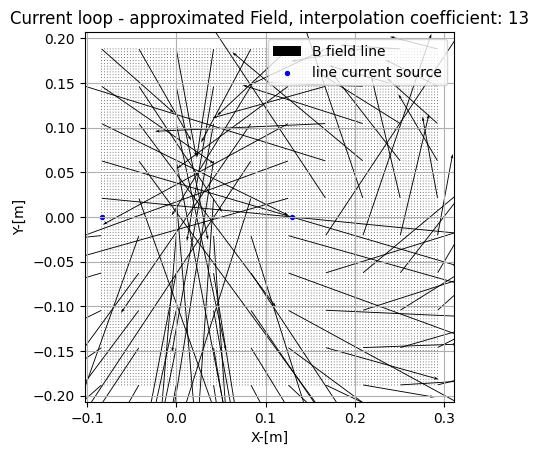 Current loop - approximated Field, interpolation coefficient: 13
B field line
line current source
0.20
0.15
0.10
0.05
0.00
−0.05
−0.10
−0.15
−0.20
Y-[m]
−0.1
0.0
0.1
0.2
0.3
X-[m]